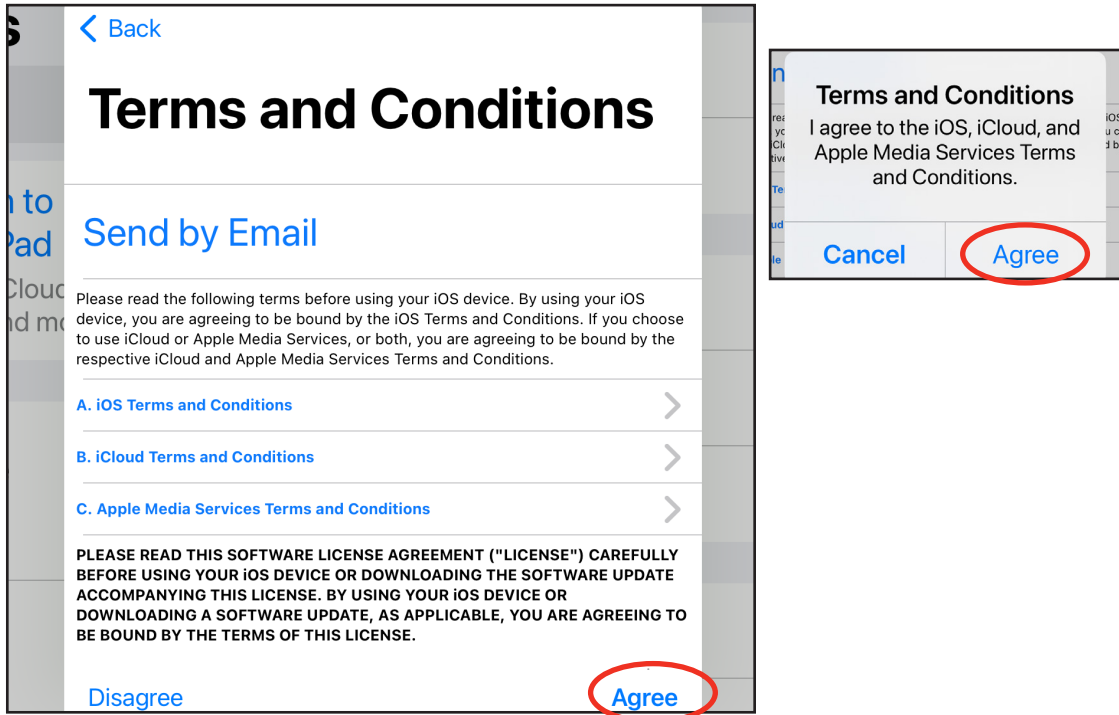 Back
Terms and Conditions
Send by Email
Please read the following terms before using your iOS device. By using your iOS
device, you are agreeing to be bound by the iOS Terms and Conditions. If you choose
to use iCloud or Apple Media Services, or both, you are agreeing to be bound by the
respective iCloud and Apple Media Services Terms and Conditions.
A. iOS Terms and Conditions
B. iCloud Terms and Conditions
C. Apple Media Services Terms and Conditions
PLEASE READ THIS SOFTWARE LICENSE AGREEMENT ("LICENSE") CAREFULLY
BEFORE USING YOUR iOS DEVICE OR DOWNLOADING THE SOFTWARE UPDATE
ACCOMPANYING THIS LICENSE. BY USING YOUR iOS DEVICE OR
DOWNLOADING A SOFTWARE UPDATE, AS APPLICABLE, YOU ARE AGREEING TO
BE BOUND BY THE TERMS OF THIS LICENSE.
Disagree
Agree
to
Terms and Conditions
I agree to the iOS, iCloud, and
Apple Media Services Terms
and Conditions.
Cancel
Agree